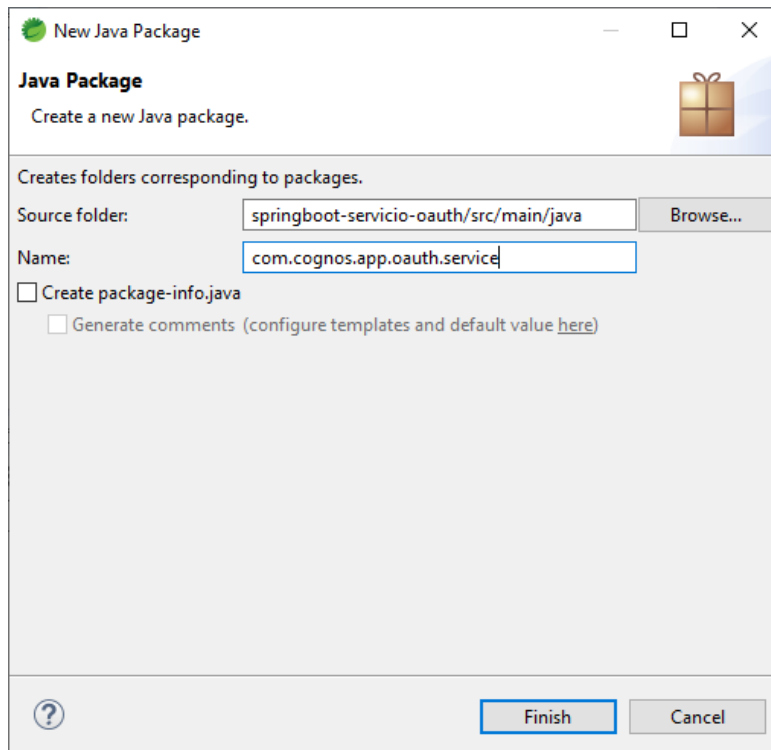 New Java Package
Java Package
Create a new Java package.
Creates folders corresponding to packages.
Source folder: springboot-servicio-oauth/src/main/java Browse...
Name: com.cognos.app.oauth.service
Create package-info.java
Generate comments (configure templates and default value here)
? Finish Cancel